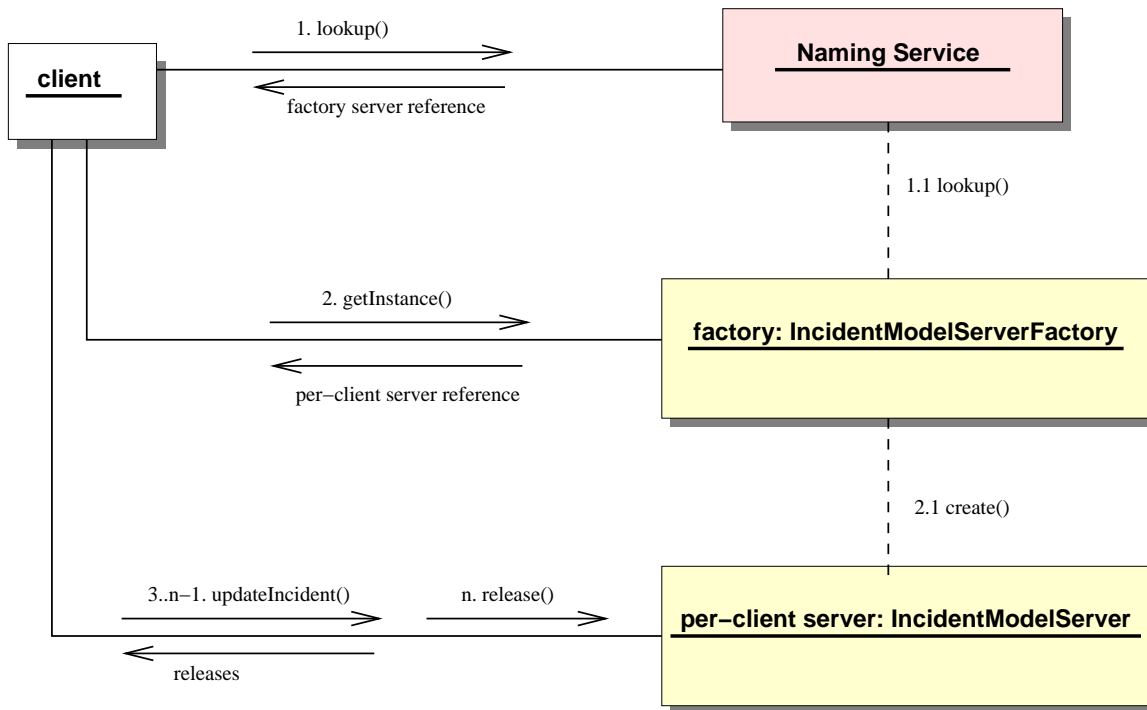 1. lookup()
Naming Service
client
factory server reference
1.1 lookup()
2. getInstance()
factory: IncidentModelServerFactory
per−client server reference
2.1 create()
3..n−1. updateIncident()
n. release()
per−client server: IncidentModelServer
releases